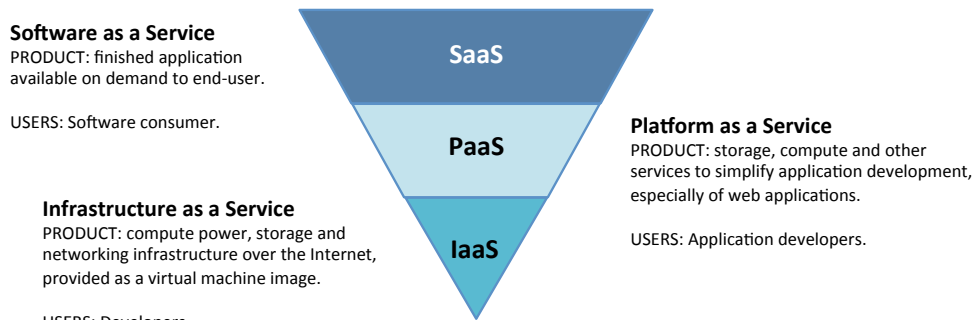 Software as a Service
PRODUCT: finished application
available on demand to end-user.
USERS: Software consumer.
SaaS
PaaS
IaaS
Platform as a Service
PRODUCT: storage, compute and other
services to simplify application development,
especially of web applications.
USERS: Application developers.
Infrastructure as a Service
PRODUCT: compute power, storage and
networking infrastructure over the Internet,
provided as a virtual machine image.
USERS: Developers